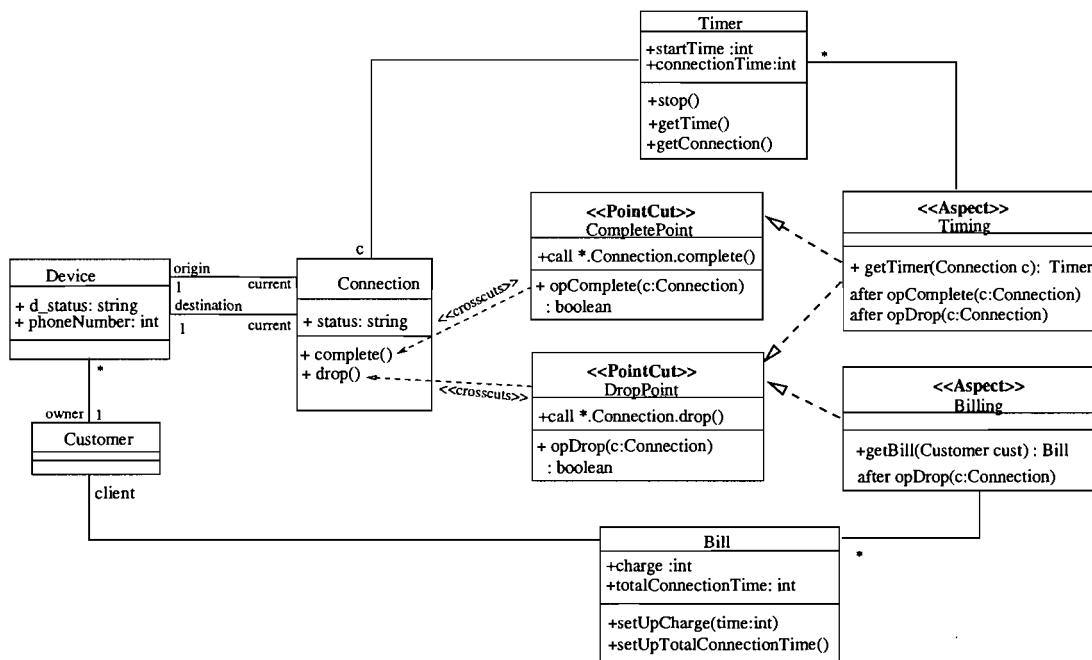 Timer
+startTime :int
+connectionTime:int
+stop()
+getTime()
+getConnection()
*
<<PointCut>>
CompletePoint
+call *.Connection.complete()
+ opComplete(c:Connection)
: boolean
<<Aspect>>
Timing
+ getTimer(Connection c): Timer
after opComplete(c:Connection)
after opDrop(c:Connection)
c
Device
+ d_status: string
+ phoneNumber: int
origin
1
current
destination
1
current
Connection
+ status: string
+ complete()
+ drop()
<<crosscuts>>
<<crosscuts>>
<<PointCut>>
DropPoint
+call *.Connection.drop()
+ opDrop(c:Connection)
: boolean
<<Aspect>>
Billing
+getBill(Customer cust) : Bill
after opDrop(c:Connection)
*
owner
1
Customer
client
Bill
+charge :int
+totalConnectionTime: int
+setUpCharge(time:int)
+setUpTotalConnectionTime()
*